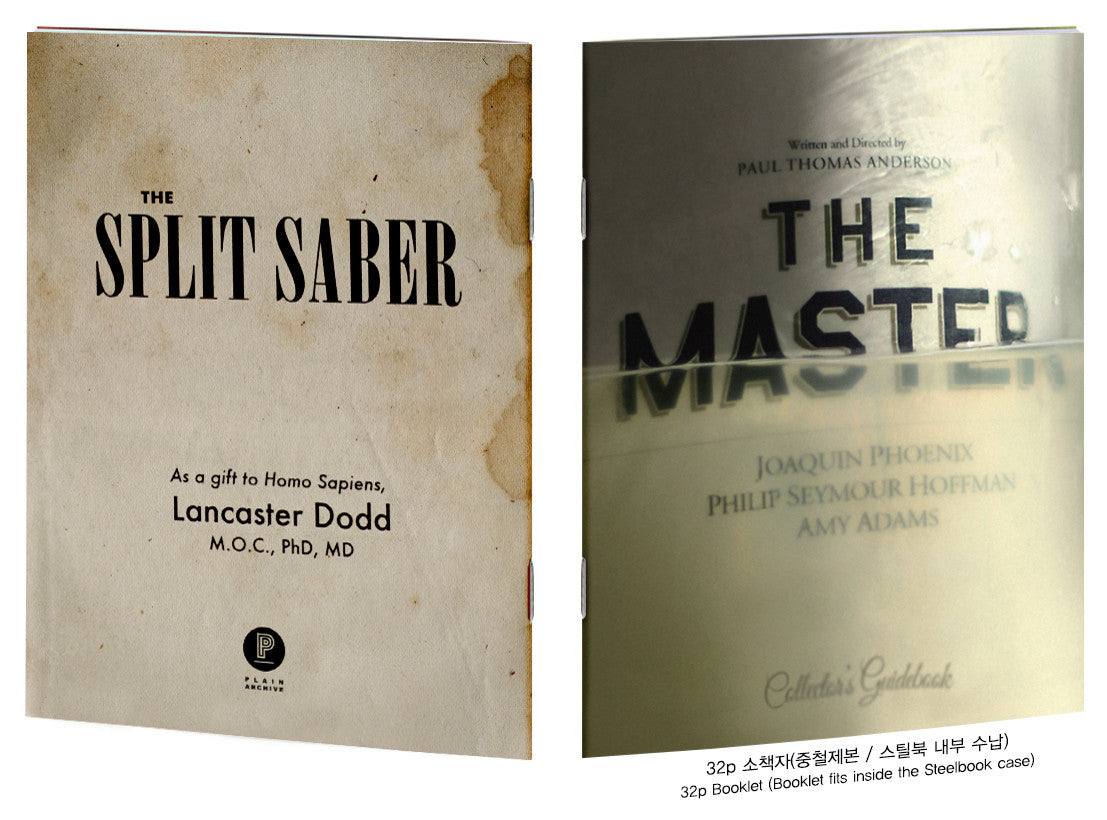 THE
SPLIT SABER
As a gift to Homo Sapiens,
Lancaster Dodd
M.O.C., PhD, MD
P
PLAIN
ARCHIVE
Written and Directed by
PAUL THOMAS ANDERSON
THE
MASTER
JOAQUIN PHOENIX
PHILIP SEYMOUR HOFFMAN
AMY ADAMS
Collector's Guidebook
32p 소책자(중철제본 / 스틸북 내부 수납)
32p Booklet (Booklet fits inside the Steelbook case)